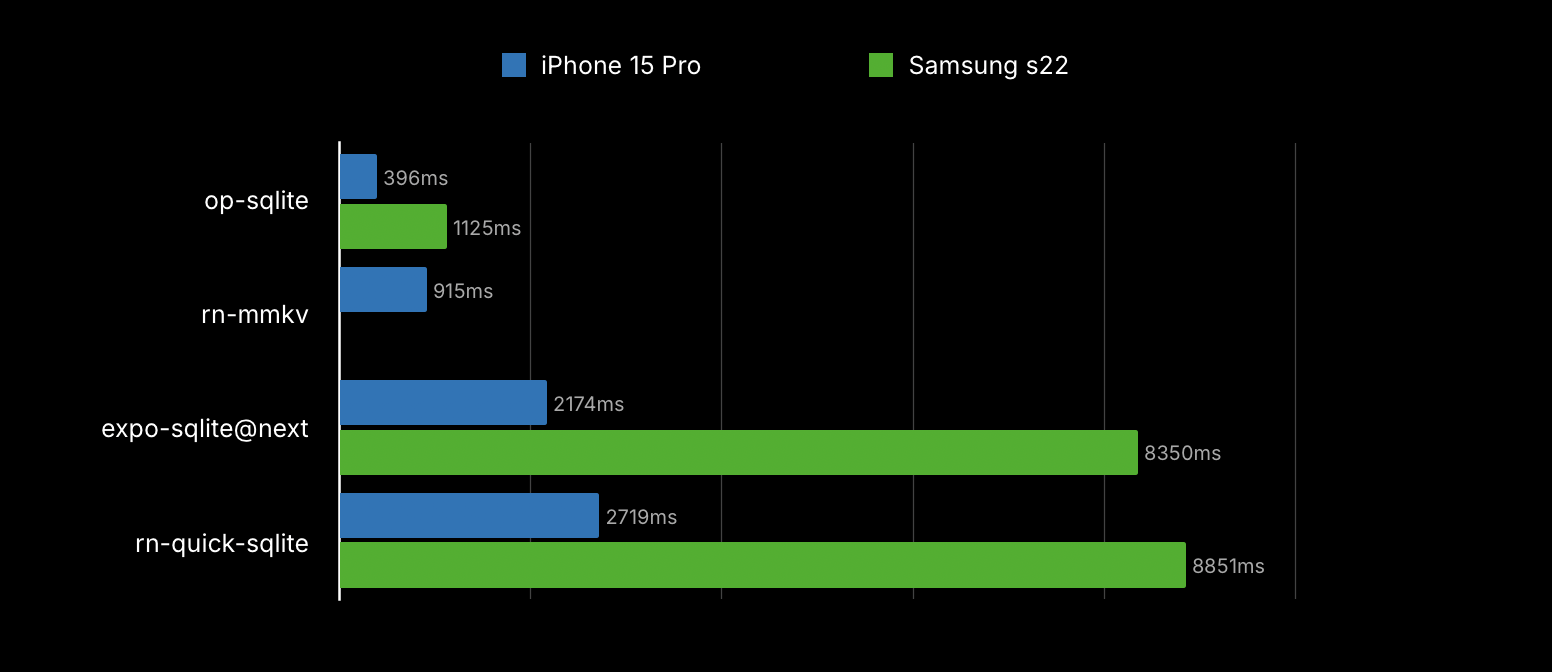 iPhone 15 Pro
Samsung s22
op-sqlite
396ms
1125ms
rn-mmkv
915ms
expo-sqlite@next
2174ms
8350ms
rn-quick-sqlite
2719ms
8851ms